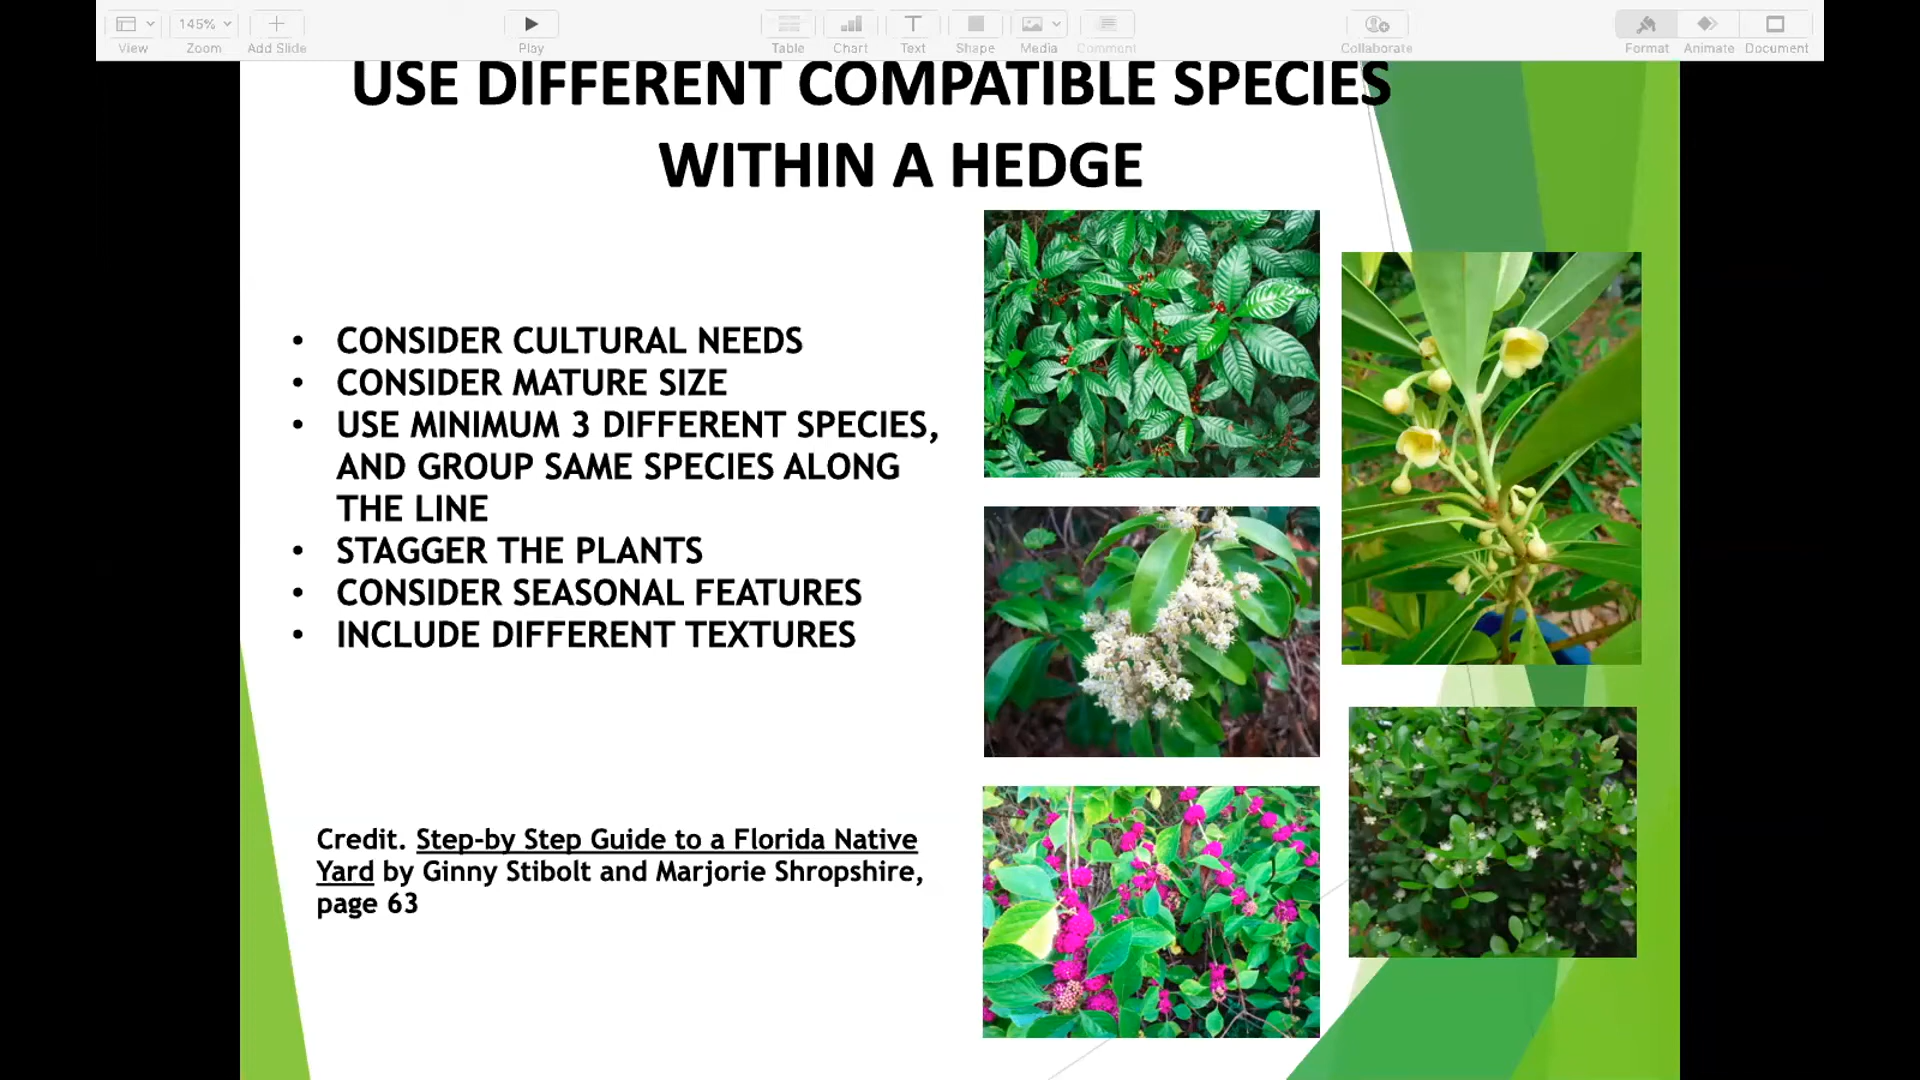 145%
View Zoom Add Slide Play Table Chart Text Shape Media Comment Collaborate Format Animate Document
USE DIFFERENT COMPATIBLE SPECIES
WITHIN A HEDGE
• CONSIDER CULTURAL NEEDS
• CONSIDER MATURE SIZE
• USE MINIMUM 3 DIFFERENT SPECIES,
AND GROUP SAME SPECIES ALONG
THE LINE
• STAGGER THE PLANTS
• CONSIDER SEASONAL FEATURES
• INCLUDE DIFFERENT TEXTURES
Credit. Step-by Step Guide to a Florida Native
Yard by Ginny Stibolt and Marjorie Shropshire,
page 63